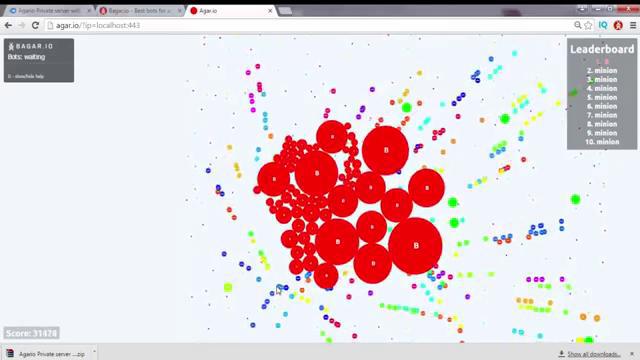 Agario Private server wit
Bagar.io - Best bots for a
Agar.io
agar.io/?ip=localhost:443
BAGAR.IO
Bots: waiting
D - show/hide help
Leaderboard
1. B
2. minion
3. minion
4. minion
5. minion
6. minion
7. minion
8. minion
9. minion
10. minion
B
B
B
B
B
Score: 31478
Agario Private server ....zip
Show all downloads...